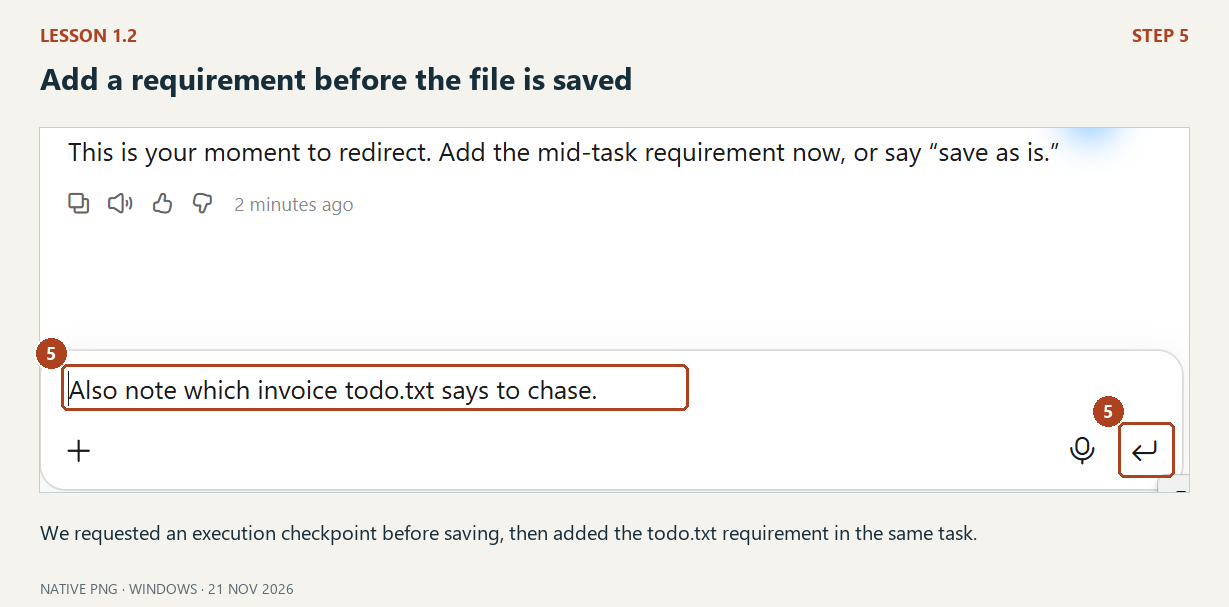 LESSON 1.2
STEP 5
Add a requirement before the file is saved
This is your moment to redirect. Add the mid-task requirement now, or say “save as is.”
2 minutes ago
5
Also note which invoice todo.txt says to chase.
5
We requested an execution checkpoint before saving, then added the todo.txt requirement in the same task.
NATIVE PNG · WINDOWS · 21 NOV 2026